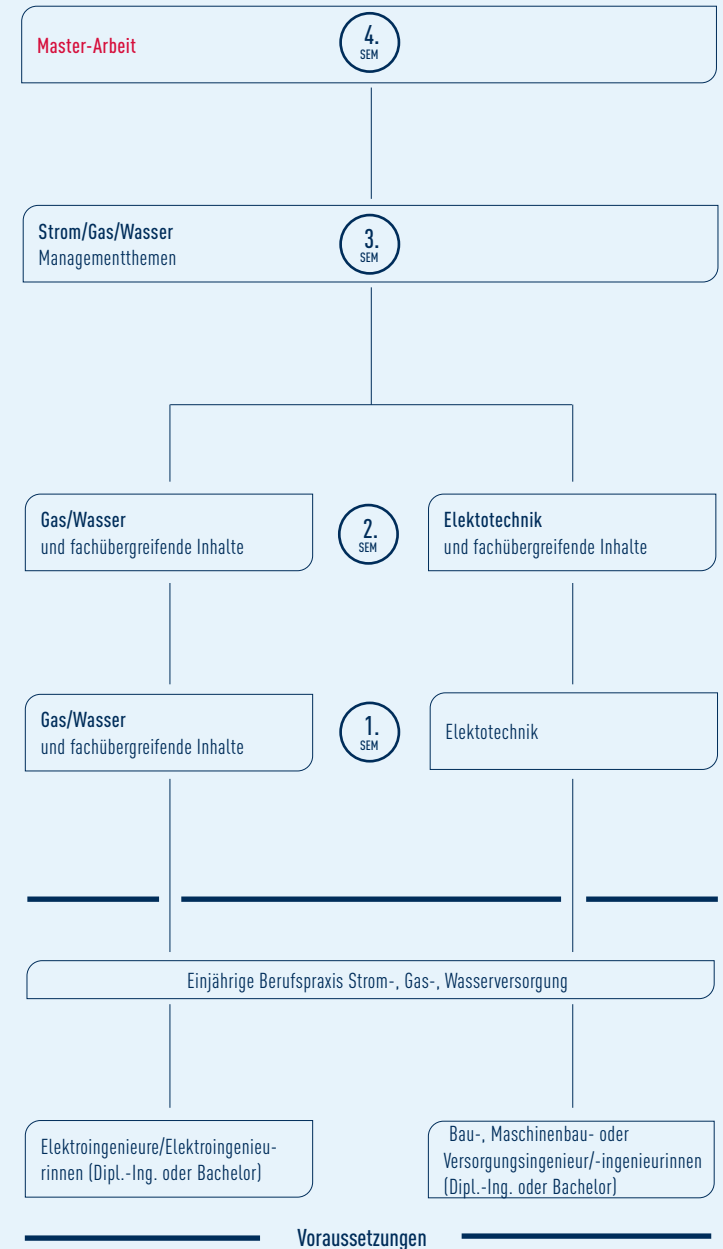 Master-Arbeit
4.
SEM
Strom/Gas/Wasser
Managementthemen
3.
SEM
Gas/Wasser
und fachübergreifende Inhalte
2.
SEM
Elektotechnik
und fachübergreifende Inhalte
Gas/Wasser
und fachübergreifende Inhalte
1.
SEM
Elektotechnik
Einjährige Berufspraxis Strom-, Gas-, Wasserversorgung
Elektroingenieure/Elektroingenieu-
rinnen (Dipl.-Ing. oder Bachelor)
Bau-, Maschinenbau- oder
Versorgungsingenieur/-ingenieurinnen
(Dipl.-Ing. oder Bachelor)
Voraussetzungen